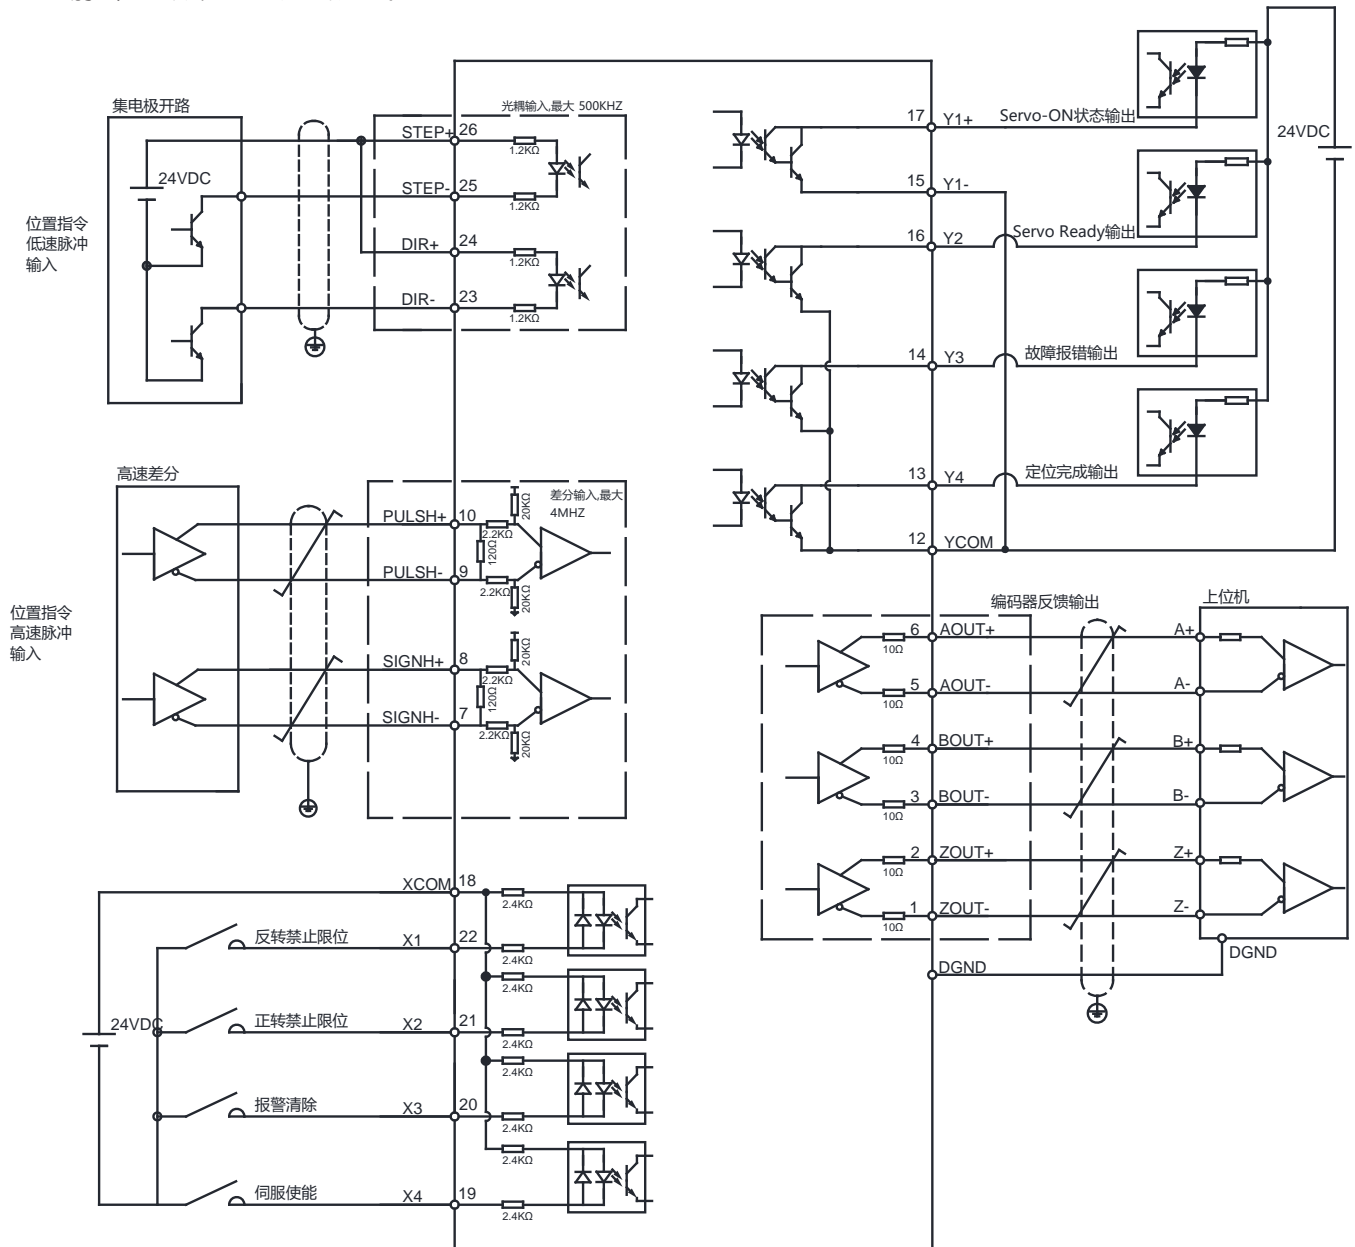 集电极开路
光耦输入,最大 500KHZ
STEP+ 26
1.2KΩ
24VDC
STEP- 25
1.2KΩ
位置指令
低速脉冲
输入
DIR+ 24
1.2KΩ
DIR- 23
1.2KΩ
17 Y1+ Servo-ON状态输出
24VDC
15 Y1-
16 Y2 Servo Ready输出
14 Y3 故障报错输出
13 Y4 定位完成输出
12 YCOM
高速差分
差分输入,最大
4MHZ
PULSH+ 10
2.2KΩ
20KΩ
120Ω
PULSH- 9
2.2KΩ
20KΩ
位置指令
高速脉冲
输入
SIGNH+ 8
2.2KΩ
20KΩ
120Ω
SIGNH- 7
2.2KΩ
20KΩ
编码器反馈输出
上位机
6 AOUT+ A+
10Ω
5 AOUT- A-
10Ω
4 BOUT+ B+
10Ω
3 BOUT- B-
10Ω
2 ZOUT+ Z+
10Ω
1 ZOUT- Z-
10Ω
DGND
DGND
XCOM 18
2.4KΩ
反转禁止限位 X1 22
2.4KΩ
2.4KΩ
24VDC
正转禁止限位 X2 21
2.4KΩ
2.4KΩ
报警清除 X3 20
2.4KΩ
2.4KΩ
伺服使能 X4 19
2.4KΩ